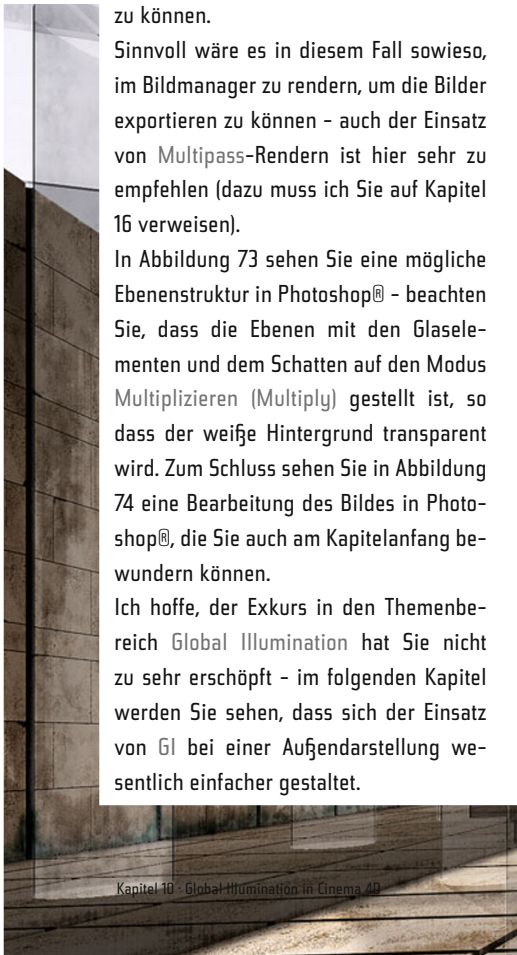 zu können.
Sinnvoll wäre es in diesem Fall sowieso,
im Bildmanager zu rendern, um die Bilder
exportieren zu können - auch der Einsatz
von Multipass-Rendern ist hier sehr zu
empfehlen (dazu muss ich Sie auf Kapitel
16 verweisen).
In Abbildung 73 sehen Sie eine mögliche
Ebenenstruktur in Photoshop® - beachten
Sie, dass die Ebenen mit den Glasele-
menten und dem Schatten auf den Modus
Multiplizieren (Multiply) gestellt ist, so
dass der weiße Hintergrund transparent
wird. Zum Schluss sehen Sie in Abbildung
74 eine Bearbeitung des Bildes in Photo-
shop®, die Sie auch am Kapitelanfang be-
wundern können.
Ich hoffe, der Exkurs in den Themenbe-
reich Global Illumination hat Sie nicht
zu sehr erschöpft - im folgenden Kapitel
werden Sie sehen, dass sich der Einsatz
von GI bei einer Außendarstellung we-
sentlich einfacher gestaltet.
Kapitel 10 · Global Illumination in Cinema 4D